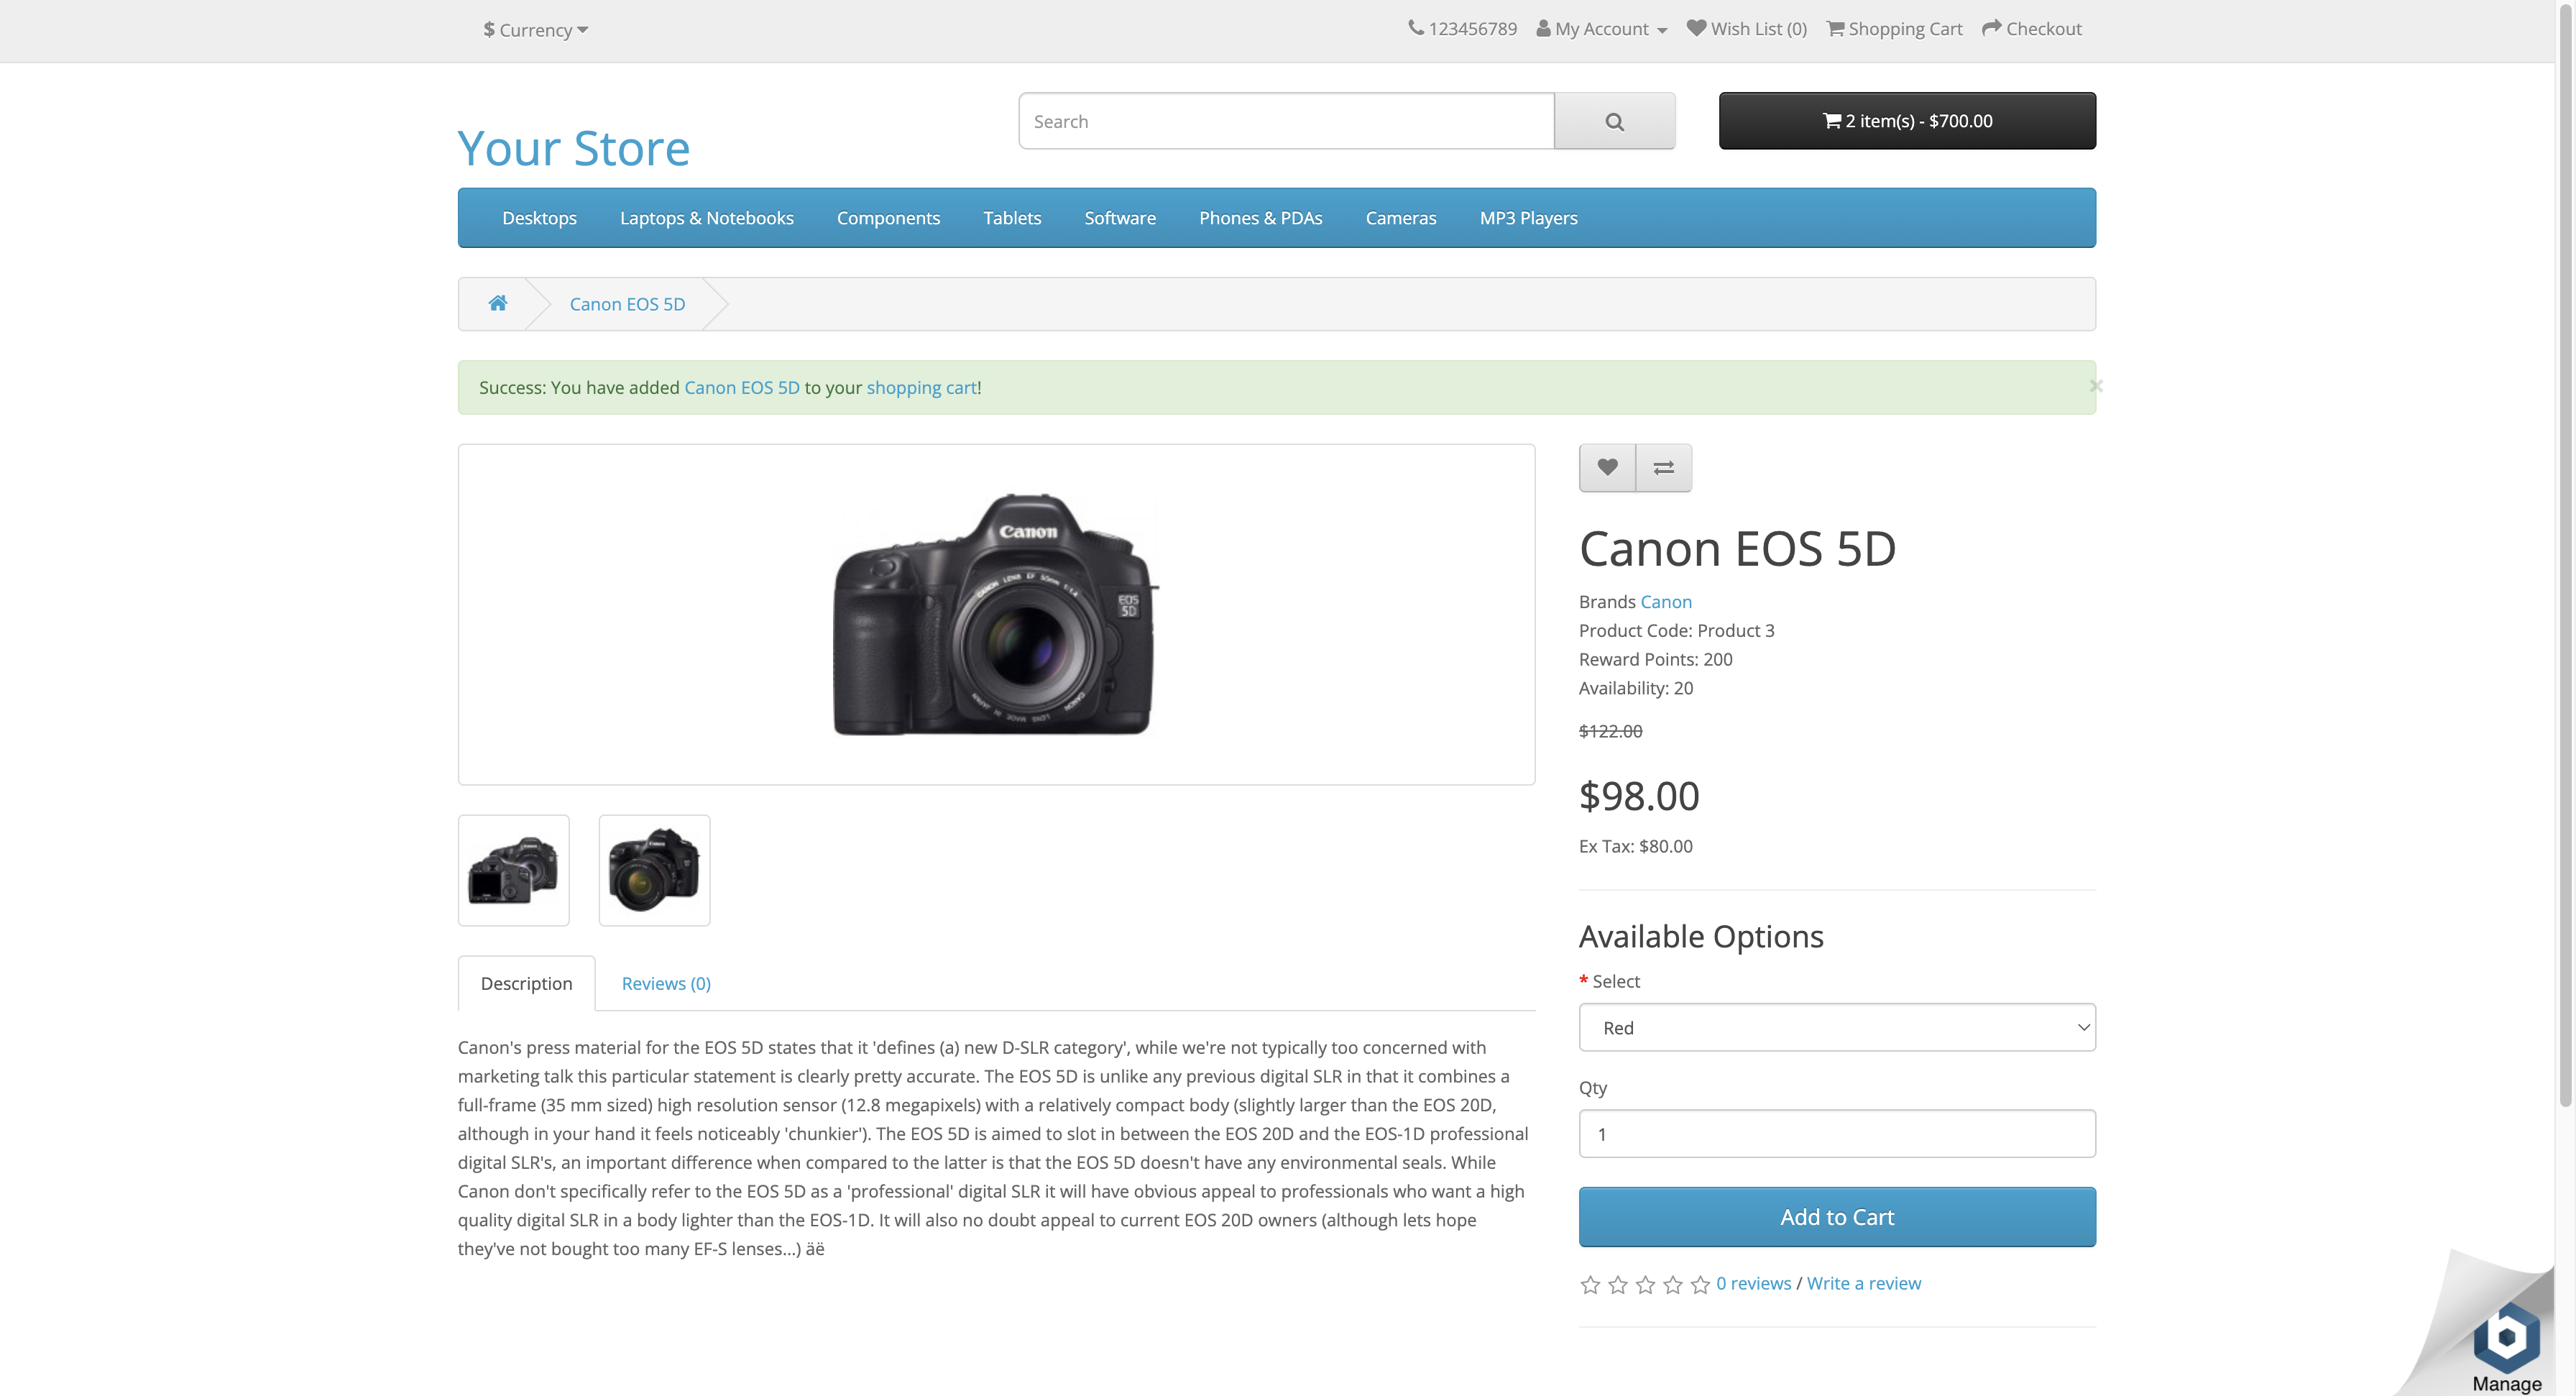 $ Currency
123456789 My Account Wish List (0) Shopping Cart Checkout
Your Store
Search
2 item(s) - $700.00
Desktops Laptops & Notebooks Components Tablets Software Phones & PDAs Cameras MP3 Players
Canon EOS 5D
Success: You have added Canon EOS 5D to your shopping cart!
×
Canon
CANON LENS EF 50mm 1:1.4
EOS
5D
Canon EOS 5D
Brands Canon
Product Code: Product 3
Reward Points: 200
Availability: 20
$122.00
$98.00
Ex Tax: $80.00
Available Options
* Select
Red
Qty
1
Add to Cart
0 reviews / Write a review
Description Reviews (0)
Canon's press material for the EOS 5D states that it 'defines (a) new D-SLR category', while we're not typically too concerned with
marketing talk this particular statement is clearly pretty accurate. The EOS 5D is unlike any previous digital SLR in that it combines a
full-frame (35 mm sized) high resolution sensor (12.8 megapixels) with a relatively compact body (slightly larger than the EOS 20D,
although in your hand it feels noticeably 'chunkier'). The EOS 5D is aimed to slot in between the EOS 20D and the EOS-1D professional
digital SLR's, an important difference when compared to the latter is that the EOS 5D doesn't have any environmental seals. While
Canon don't specifically refer to the EOS 5D as a 'professional' digital SLR it will have obvious appeal to professionals who want a high
quality digital SLR in a body lighter than the EOS-1D. It will also no doubt appeal to current EOS 20D owners (although lets hope
they've not bought too many EF-S lenses...) äë
Manage